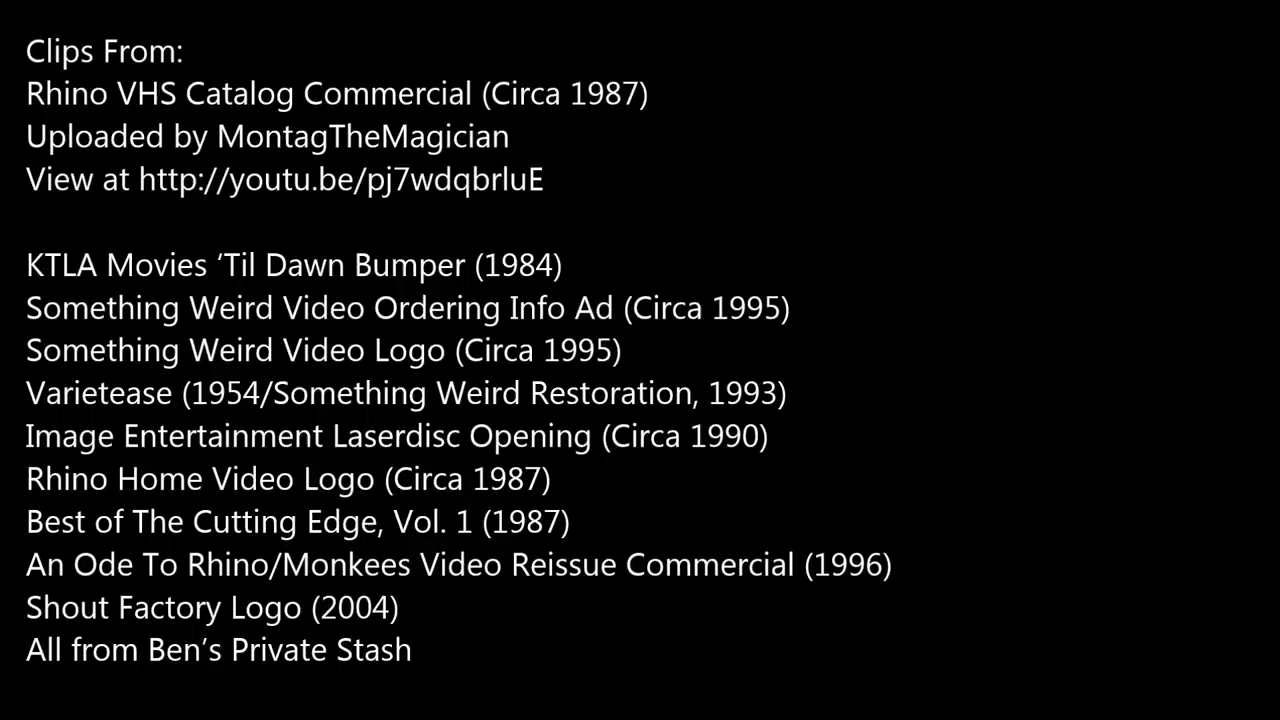 Clips From:
Rhino VHS Catalog Commercial (Circa 1987)
Uploaded by MontagTheMagician
View at http://youtu.be/pj7wdqbrluE
KTLA Movies ‘Til Dawn Bumper (1984)
Something Weird Video Ordering Info Ad (Circa 1995)
Something Weird Video Logo (Circa 1995)
Varietease (1954/Something Weird Restoration, 1993)
Image Entertainment Laserdisc Opening (Circa 1990)
Rhino Home Video Logo (Circa 1987)
Best of The Cutting Edge, Vol. 1 (1987)
An Ode To Rhino/Monkees Video Reissue Commercial (1996)
Shout Factory Logo (2004)
All from Ben’s Private Stash